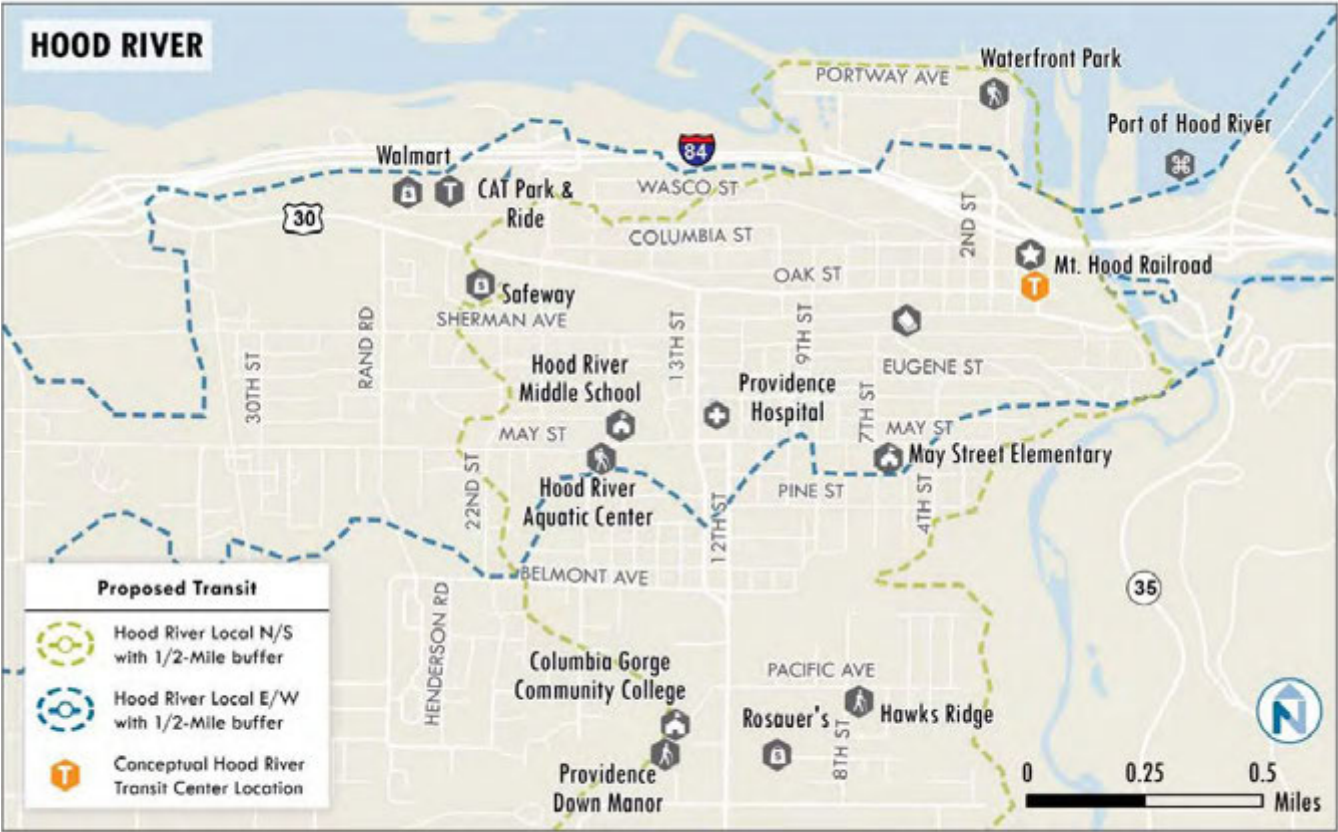 HOOD RIVER
Waterfront Park
PORTWAY AVE
Port of Hood River
84
Walmart
CAT Park &
Ride
WASCO ST
30
COLUMBIA ST
2ND ST
OAK ST
Mt. Hood Railroad
T
T
S
S
Safeway
SHERMAN AVE
RAND RD
13TH ST
9TH ST
30TH ST
Hood River
Middle School
EUGENE ST
Providence
Hospital
7TH ST
MAY ST
MAY ST
May Street Elementary
22ND ST
Hood River
Aquatic Center
PINE ST
4TH ST
12TH ST
BELMONT AVE
35
HENDERSON RD
Columbia Gorge
Community College
PACIFIC AVE
Hawks Ridge
Rosauer's
S
8TH ST
Providence
Down Manor
Proposed Transit
Hood River Local N/S
with 1/2-Mile buffer
Hood River Local E/W
with 1/2-Mile buffer
T
Conceptual Hood River
Transit Center Location
N
0 0.25 0.5
Miles